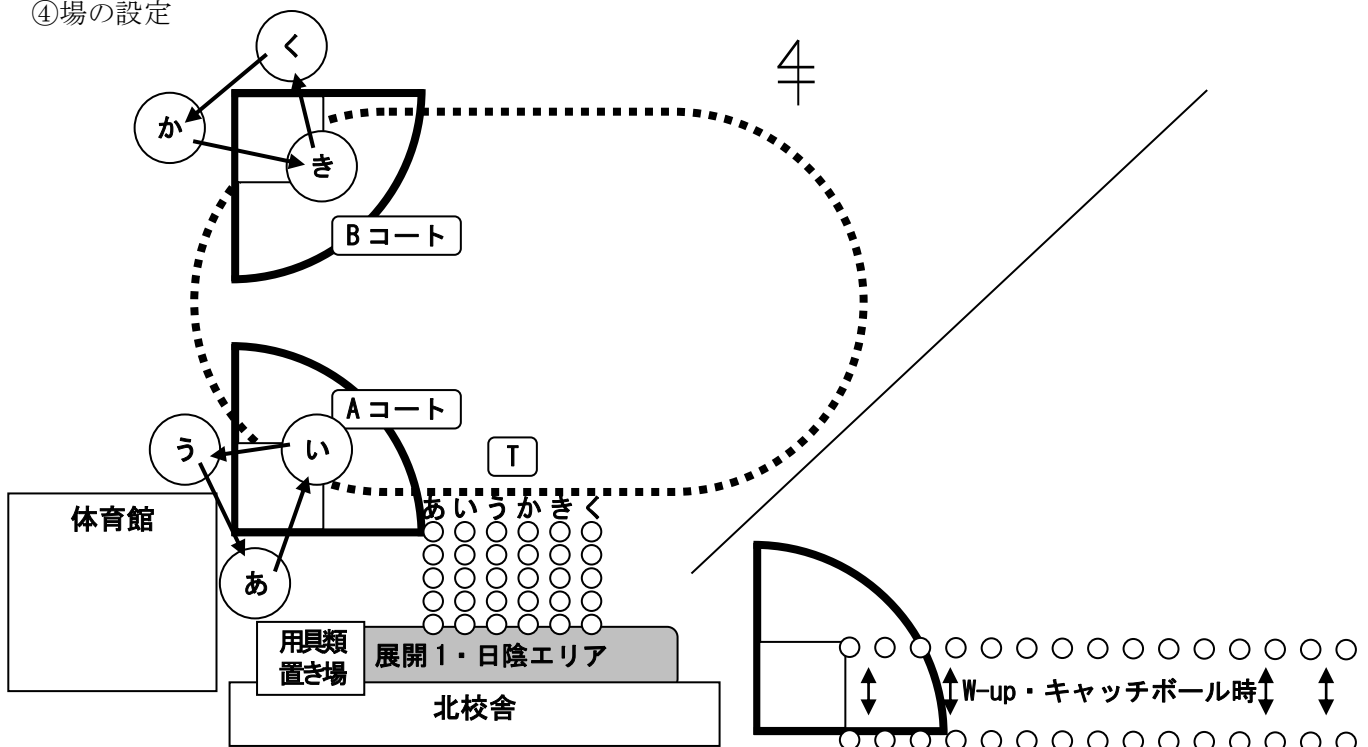 ④場の設定
く
か
き
Bコート
Aコート
う
い
T
あいうかきく
体育館
あ
用具類
置き場
展開1・日陰エリア
北校舎
W-up・キャッチボール時